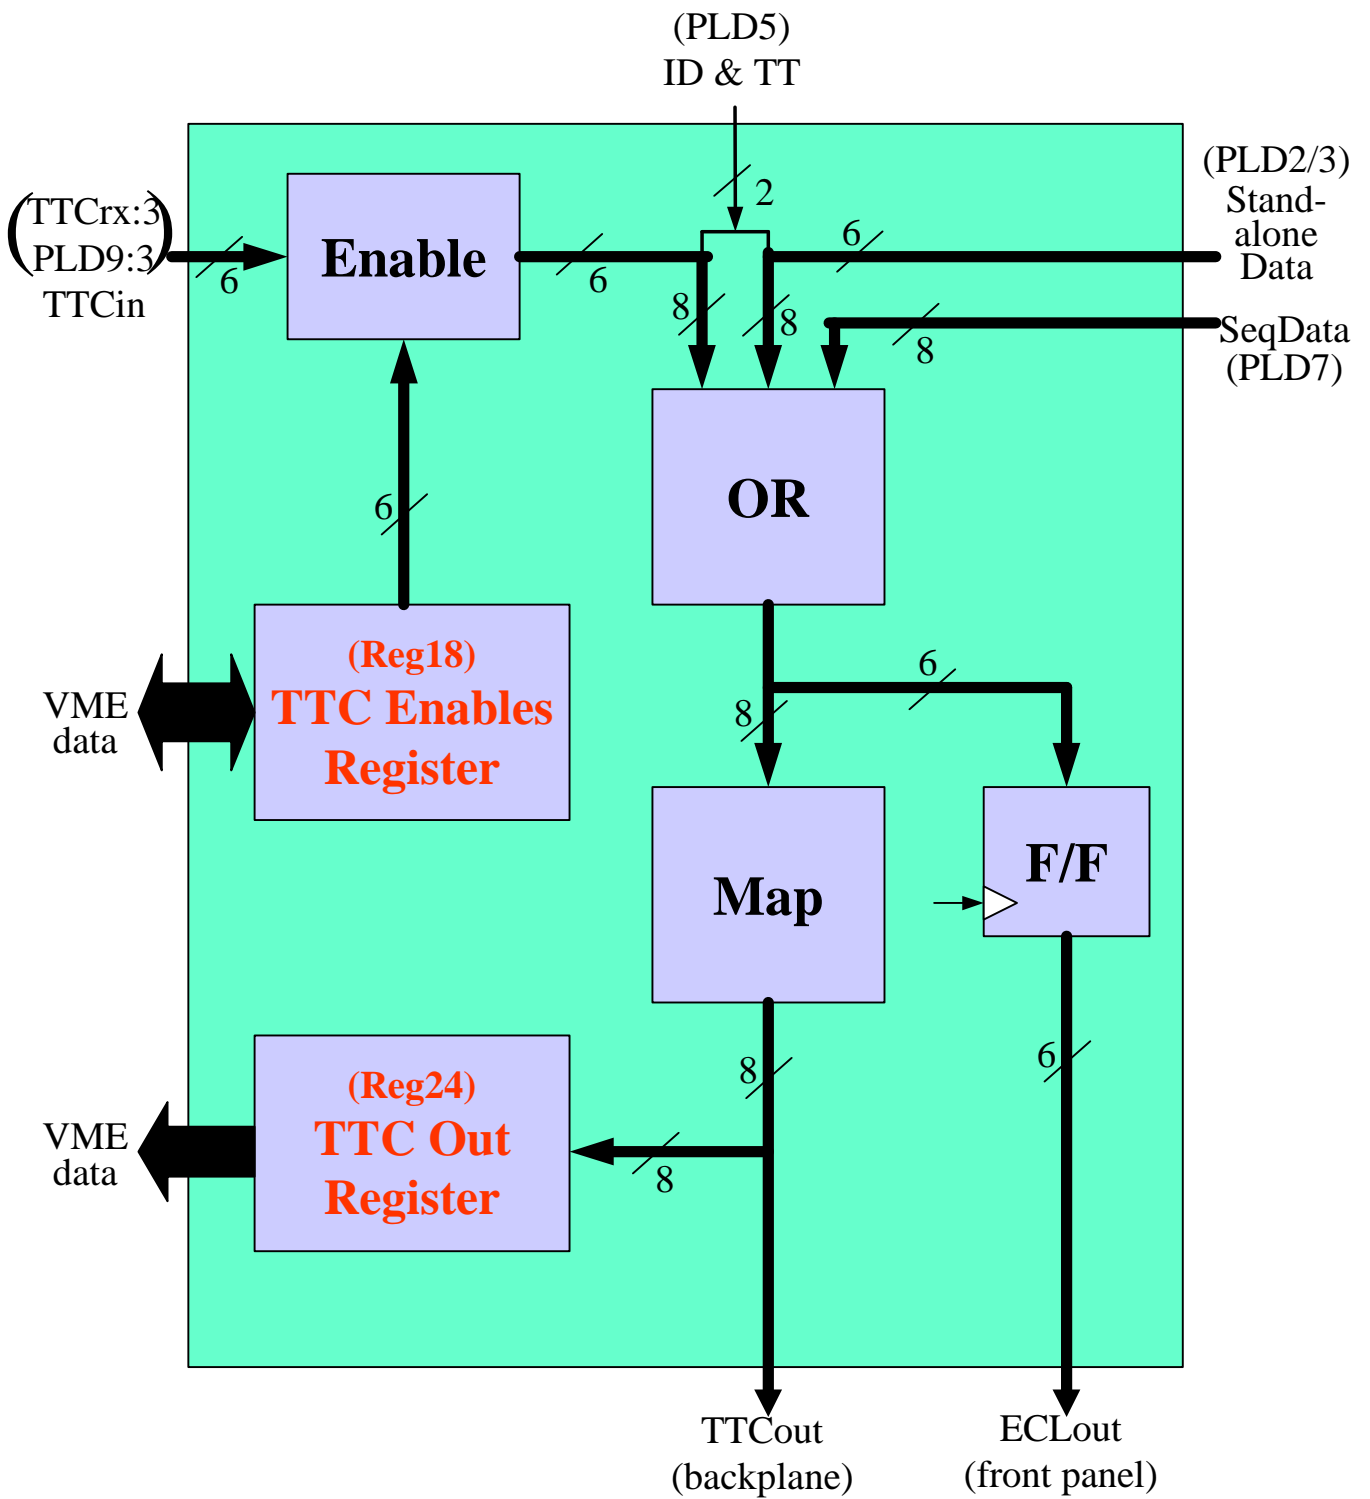 (PLD5)
ID & TT
(PLD2/3)
Stand-
alone
Data
(TTCrx:3
PLD9:3)
TTCin
Enable
2
6
6
6
8
8
8
SeqData
(PLD7)
OR
6
(Reg18)
TTC Enables
Register
VME
data
6
8
Map
F/F
(Reg24)
TTC Out
Register
VME
data
8
6
8
TTCout
(backplane)
ECLout
(front panel)